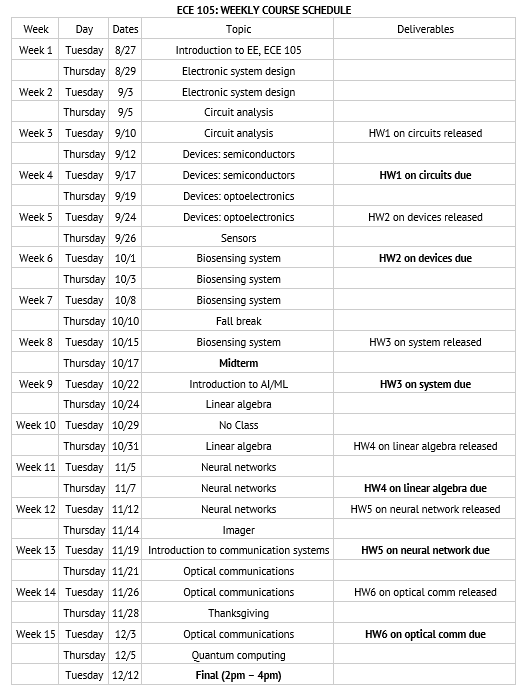 ECE 105: WEEKLY COURSE SCHEDULE
Week Day Dates Topic Deliverables
Week 1 Tuesday 8/27 Introduction to EE, ECE 105
Thursday 8/29 Electronic system design
Week 2 Tuesday 9/3 Electronic system design
Thursday 9/5 Circuit analysis
Week 3 Tuesday 9/10 Circuit analysis HW1 on circuits released
Thursday 9/12 Devices: semiconductors
Week 4 Tuesday 9/17 Devices: semiconductors HW1 on circuits due
Thursday 9/19 Devices: optoelectronics
Week 5 Tuesday 9/24 Devices: optoelectronics HW2 on devices released
Thursday 9/26 Sensors
Week 6 Tuesday 10/1 Biosensing system HW2 on devices due
Thursday 10/3 Biosensing system
Week 7 Tuesday 10/8 Biosensing system
Thursday 10/10 Fall break
Week 8 Tuesday 10/15 Biosensing system HW3 on system released
Thursday 10/17 Midterm
Week 9 Tuesday 10/22 Introduction to AI/ML HW3 on system due
Thursday 10/24 Linear algebra
Week 10 Tuesday 10/29 No Class
Thursday 10/31 Linear algebra HW4 on linear algebra released
Week 11 Tuesday 11/5 Neural networks
Thursday 11/7 Neural networks HW4 on linear algebra due
Week 12 Tuesday 11/12 Neural networks HW5 on neural network released
Thursday 11/14 Imager
Week 13 Tuesday 11/19 Introduction to communication systems HW5 on neural network due
Thursday 11/21 Optical communications
Week 14 Tuesday 11/26 Optical communications HW6 on optical comm released
Thursday 11/28 Thanksgiving
Week 15 Tuesday 12/3 Optical communications HW6 on optical comm due
Thursday 12/5 Quantum computing
Tuesday 12/12 Final (2pm – 4pm)